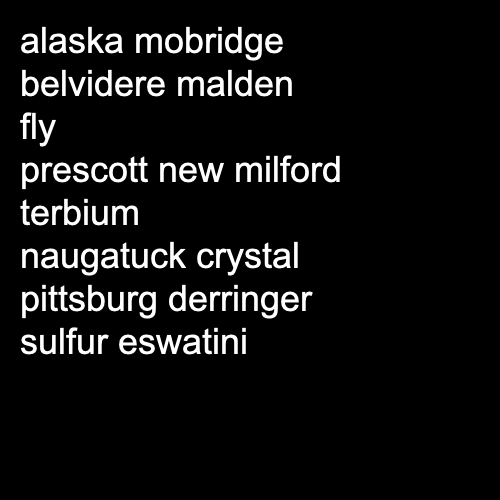 alaska mobridge
belvidere malden
fly
prescott new milford
terbium
naugatuck crystal
pittsburg derringer
sulfur eswatini